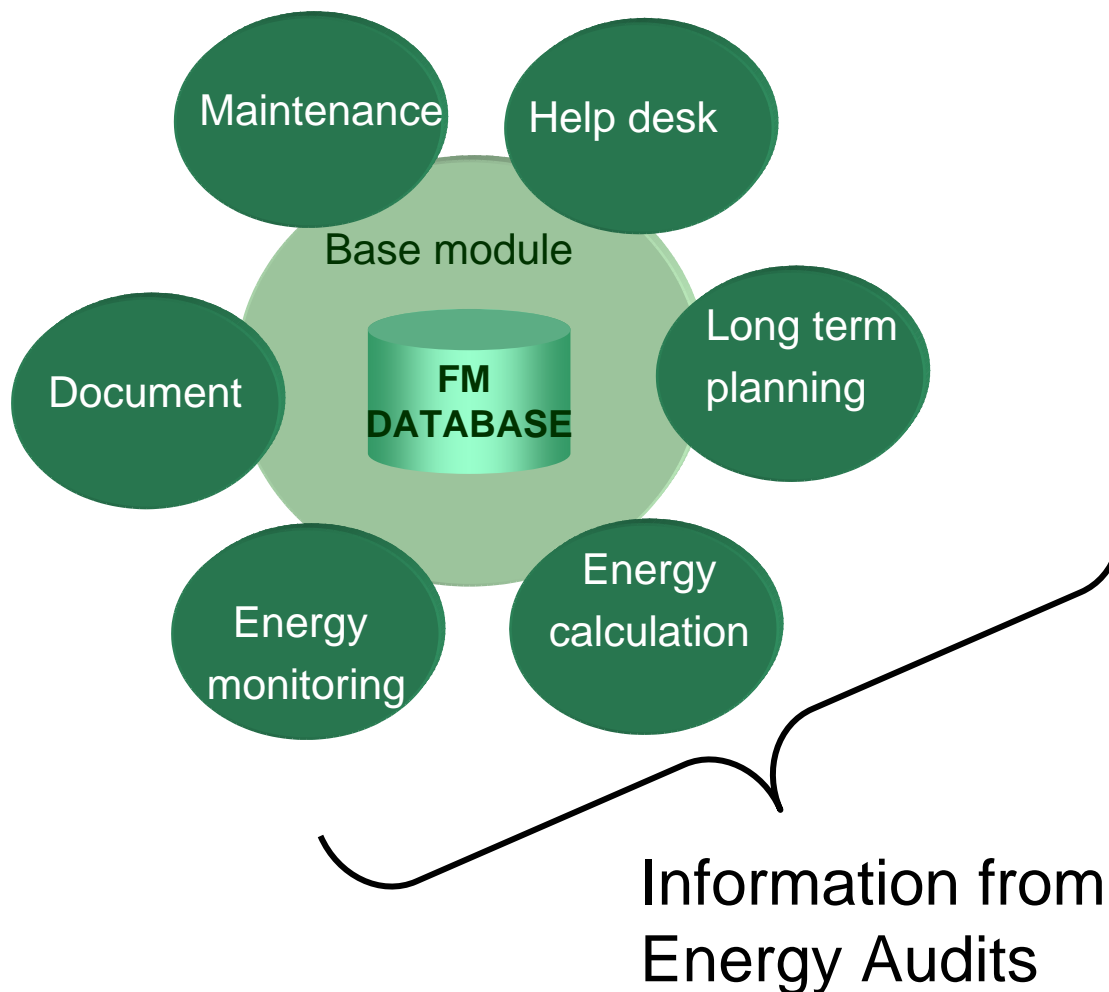 Maintenance
Help desk
Base module
Long term
planning
Document
FM
DATABASE
Energy
monitoring
Energy
calculation
Information from
Energy Audits